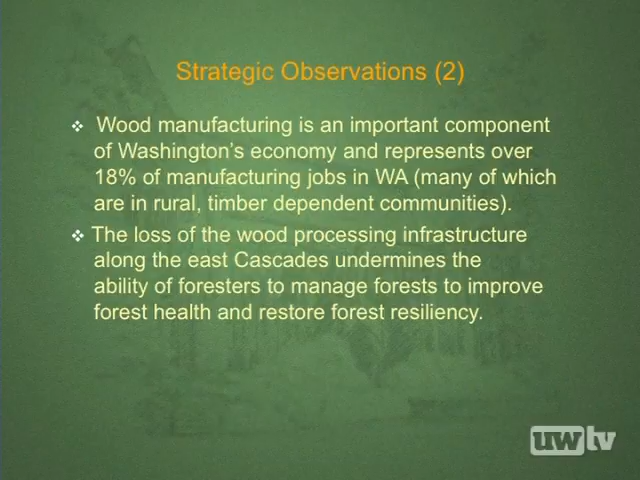 Strategic Observations (2)
❖ Wood manufacturing is an important component
of Washington's economy and represents over
18% of manufacturing jobs in WA (many of which
are in rural, timber dependent communities).
❖ The loss of the wood processing infrastructure
along the east Cascades undermines the
ability of foresters to manage forests to improve
forest health and restore forest resiliency.
uwtv